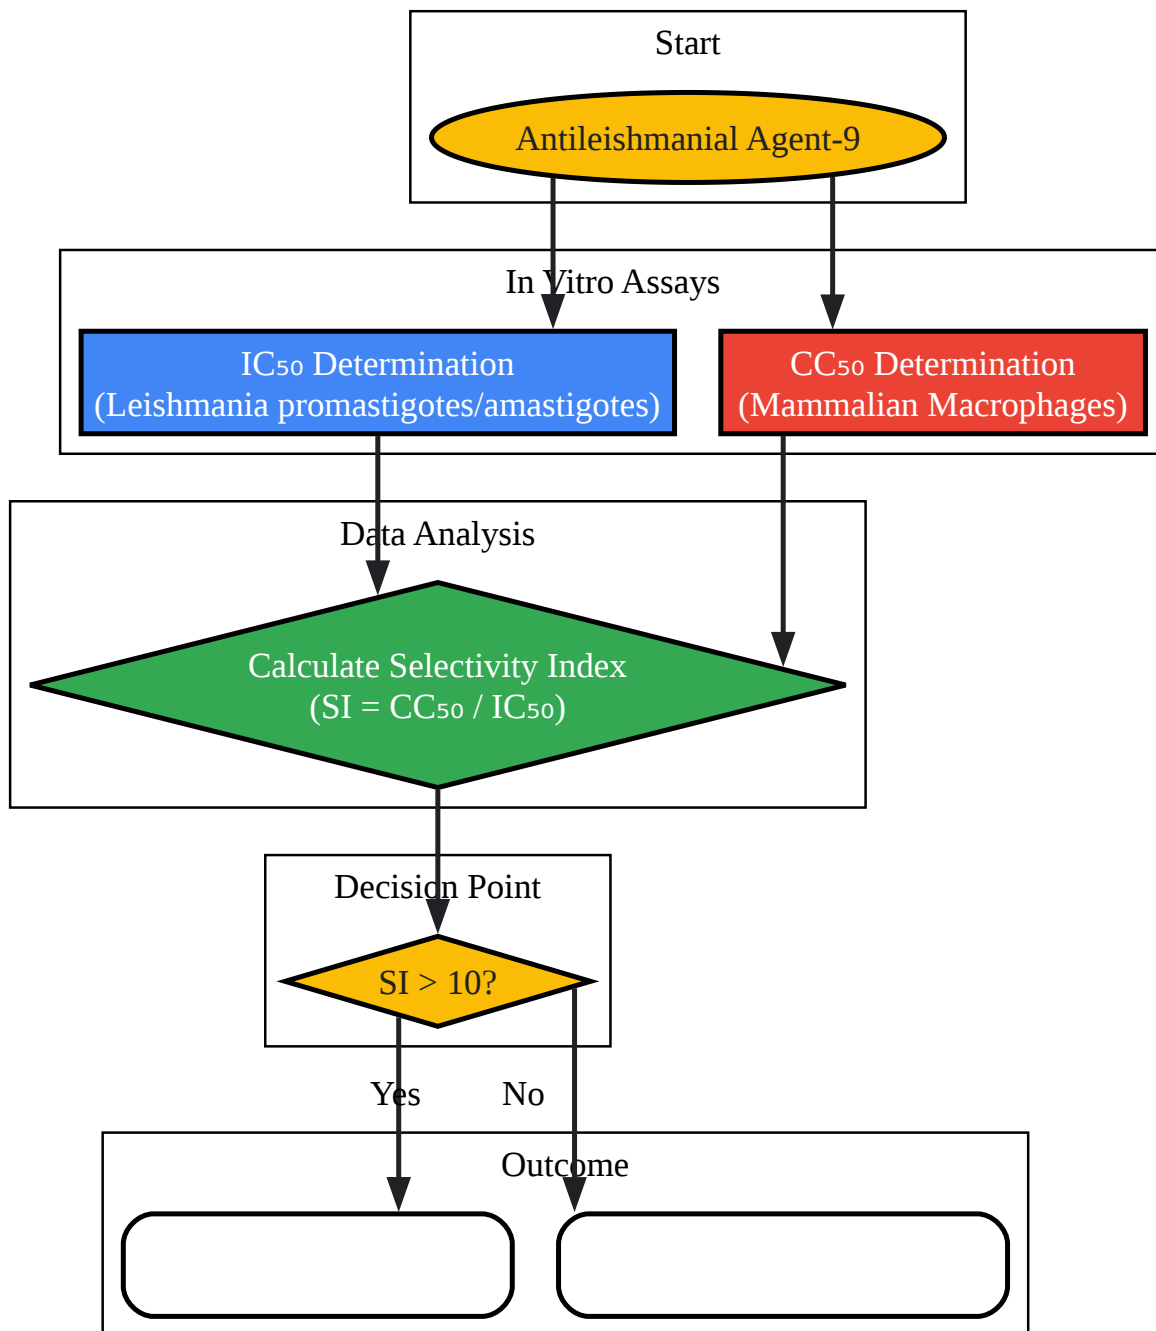 Start
Antileishmanial Agent-9
In Vitro Assays
IC₅₀ Determination
(Leishmania promastigotes/amastigotes)
CC₅₀ Determination
(Mammalian Macrophages)
Data Analysis
Calculate Selectivity Index
(SI = CC₅₀ / IC₅₀)
Decision Point
SI > 10?
Yes
No
Outcome